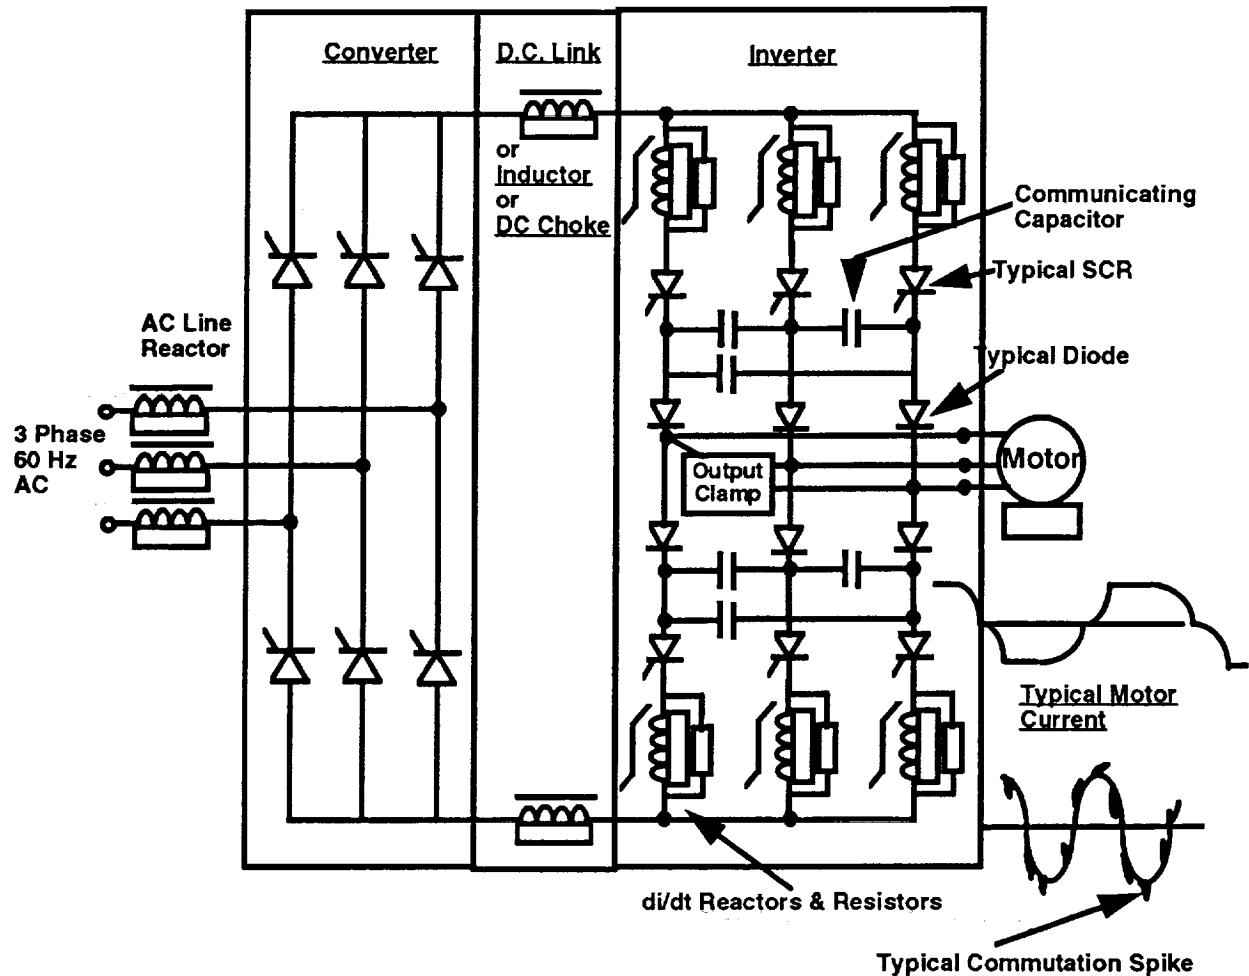 Converter
D.C. Link
Inverter
or
Inductor
or
DC Choke
Communicating
Capacitor
Typical SCR
AC Line
Reactor
Typical Diode
3 Phase
60 Hz
AC
Output
Clamp
Motor
Typical Motor
Current
di/dt Reactors & Resistors
Typical Commutation Spike